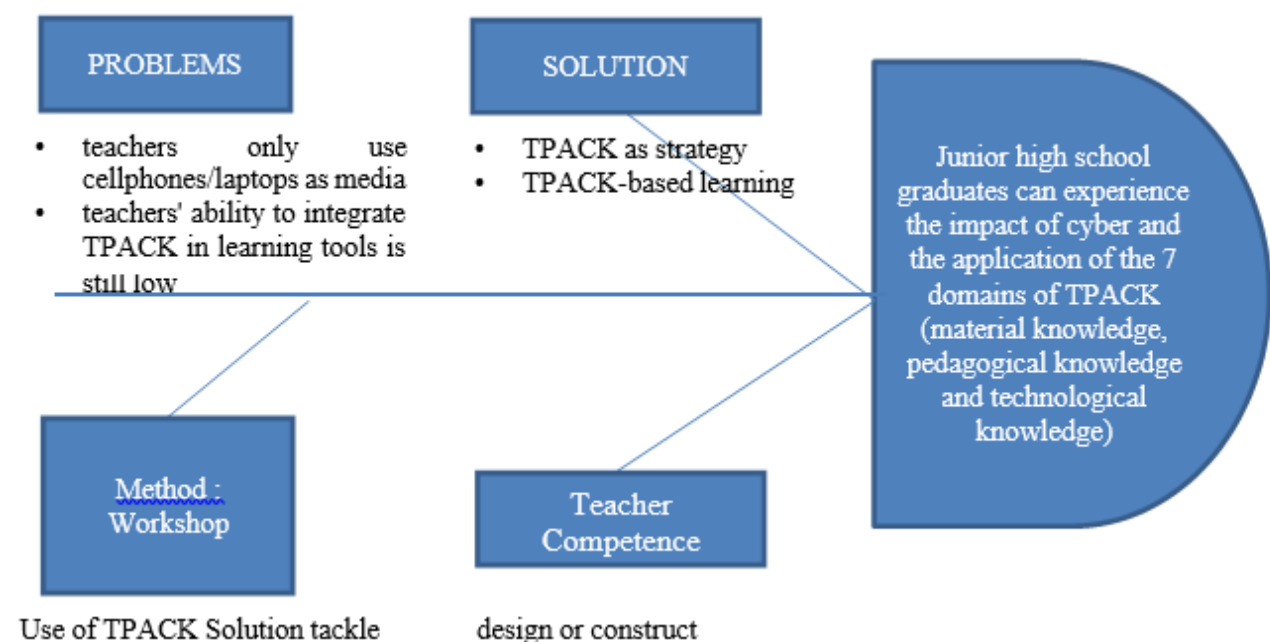 PROBLEMS
• teachers only use
cellphones/laptops as media
• teachers' ability to integrate
TPACK in learning tools is
still low
SOLUTION
• TPACK as strategy
• TPACK-based learning
Junior high school
graduates can experience
the impact of cyber and
the application of the 7
domains of TPACK
(material knowledge,
pedagogical knowledge
and technological
knowledge)
Method :
Workshop
Use of TPACK Solution tackle
Teacher
Competence
design or construct